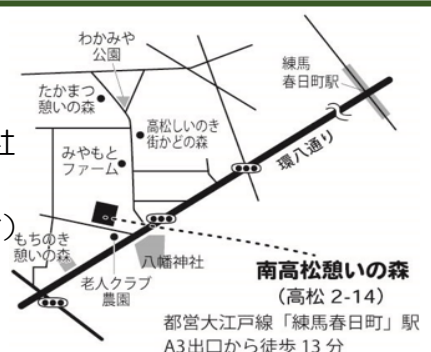 わかみや
公園
練馬
春日町駅
たかまつ
憩いの森
高松しいのき
街かどの森
社
みやもと
ファーム
環八通り
)
もちのき
憩いの森
八幡神社
老人クラブ
農園
南高松憩いの森
(高松 2-14)
都営大江戸線「練馬春日町」駅
A3出口から徒歩 13 分